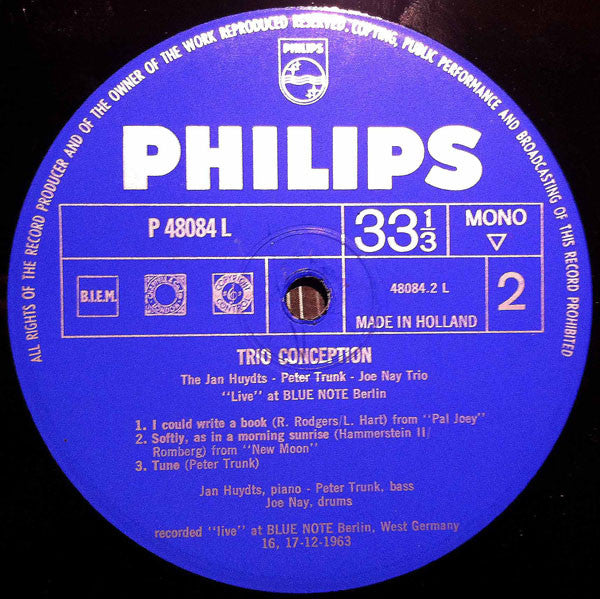 ALL RIGHTS OF THE RECORD PRODUCER AND OF THE OWNER OF THE WORK REPRODUCED RESERVED. COPYING, PUBLIC PERFORMANCE AND BROADCASTING OF THIS RECORD PROHIBITED
PHILIPS
PHILIPS
P 48084 L
33 1/3
MONO
▽
B.I.E.M.
48084.2 L
2
MADE IN HOLLAND
TRIO CONCEPTION
The Jan Huydts - Peter Trunk - Joe Nay Trio
"Live" at BLUE NOTE Berlin
1. I could write a book (R. Rodgers/L. Hart) from "Pal Joey"
2. Softly, as in a morning sunrise (Hammerstein II/
Romberg) from "New Moon"
3. Tune (Peter Trunk)
Jan Huydts, piano - Peter Trunk, bass
Joe Nay, drums
recorded "live" at BLUE NOTE Berlin, West Germany
16, 17-12-1963